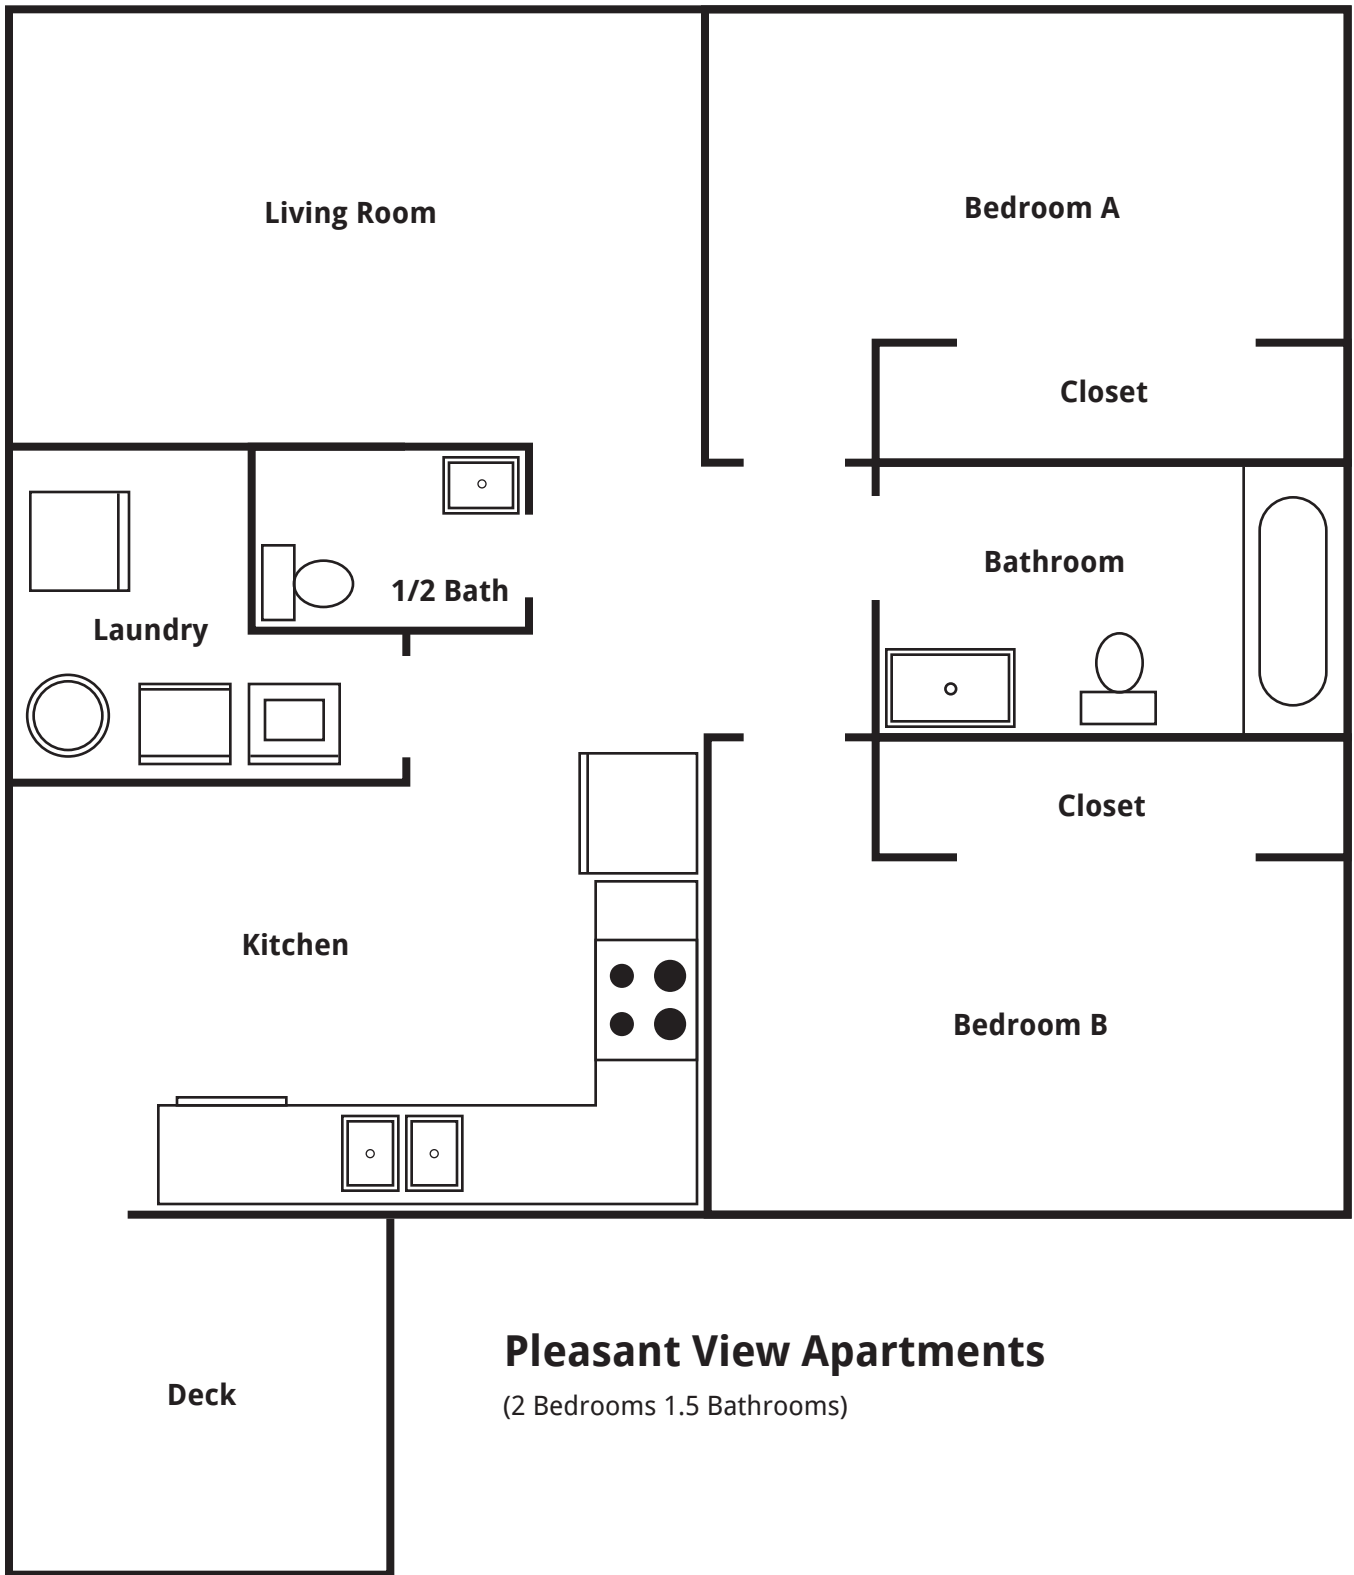 Living Room
Bedroom A
Closet
Bathroom
1/2 Bath
Laundry
Closet
Kitchen
Bedroom B
Pleasant View Apartments
Deck
(2 Bedrooms 1.5 Bathrooms)